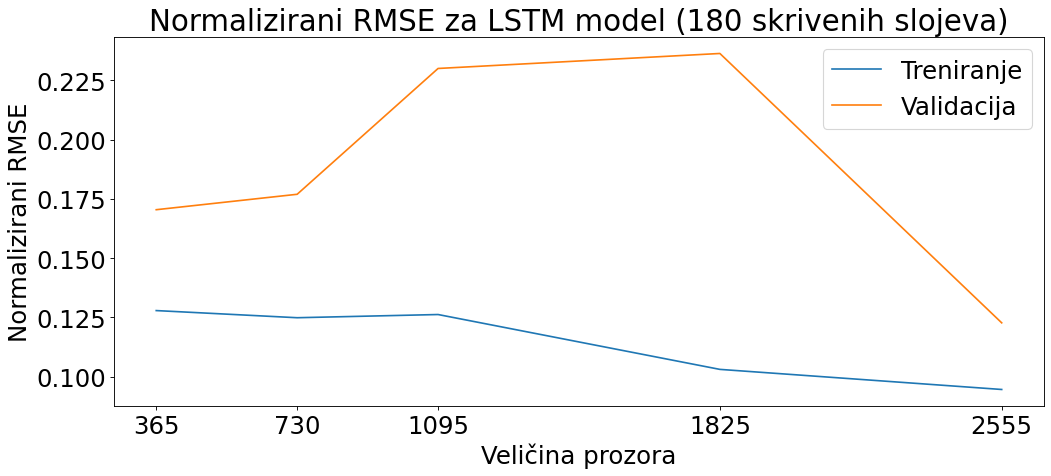 Normalizirani RMSE za LSTM model (180 skrivenih slojeva)
Treniranje
Validacija
Normalizirani RMSE
0.225
0.200
0.175
0.150
0.125
0.100
365 730 1095 1825 2555
Veličina prozora